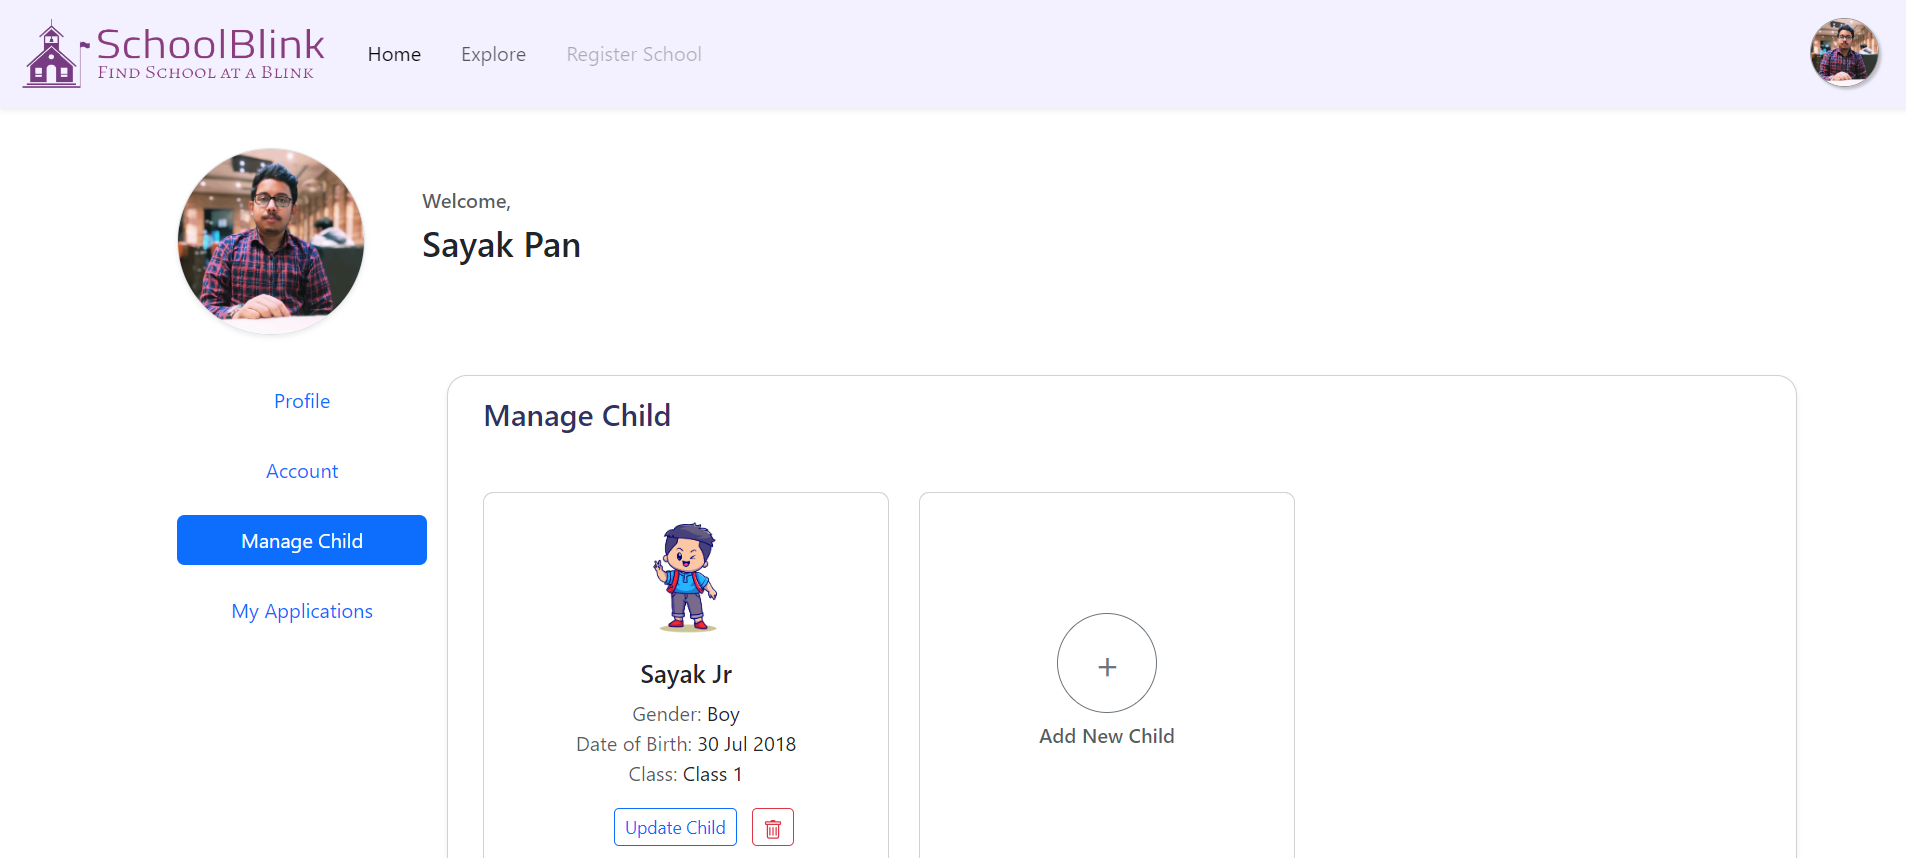 SchoolBlink
Find School at a Blink
Home
Explore
Register School
Welcome,
Sayak Pan
Profile
Account
Manage Child
My Applications
Manage Child
Sayak Jr
Gender: Boy
Date of Birth: 30 Jul 2018
Class: Class 1
Update Child
+
Add New Child